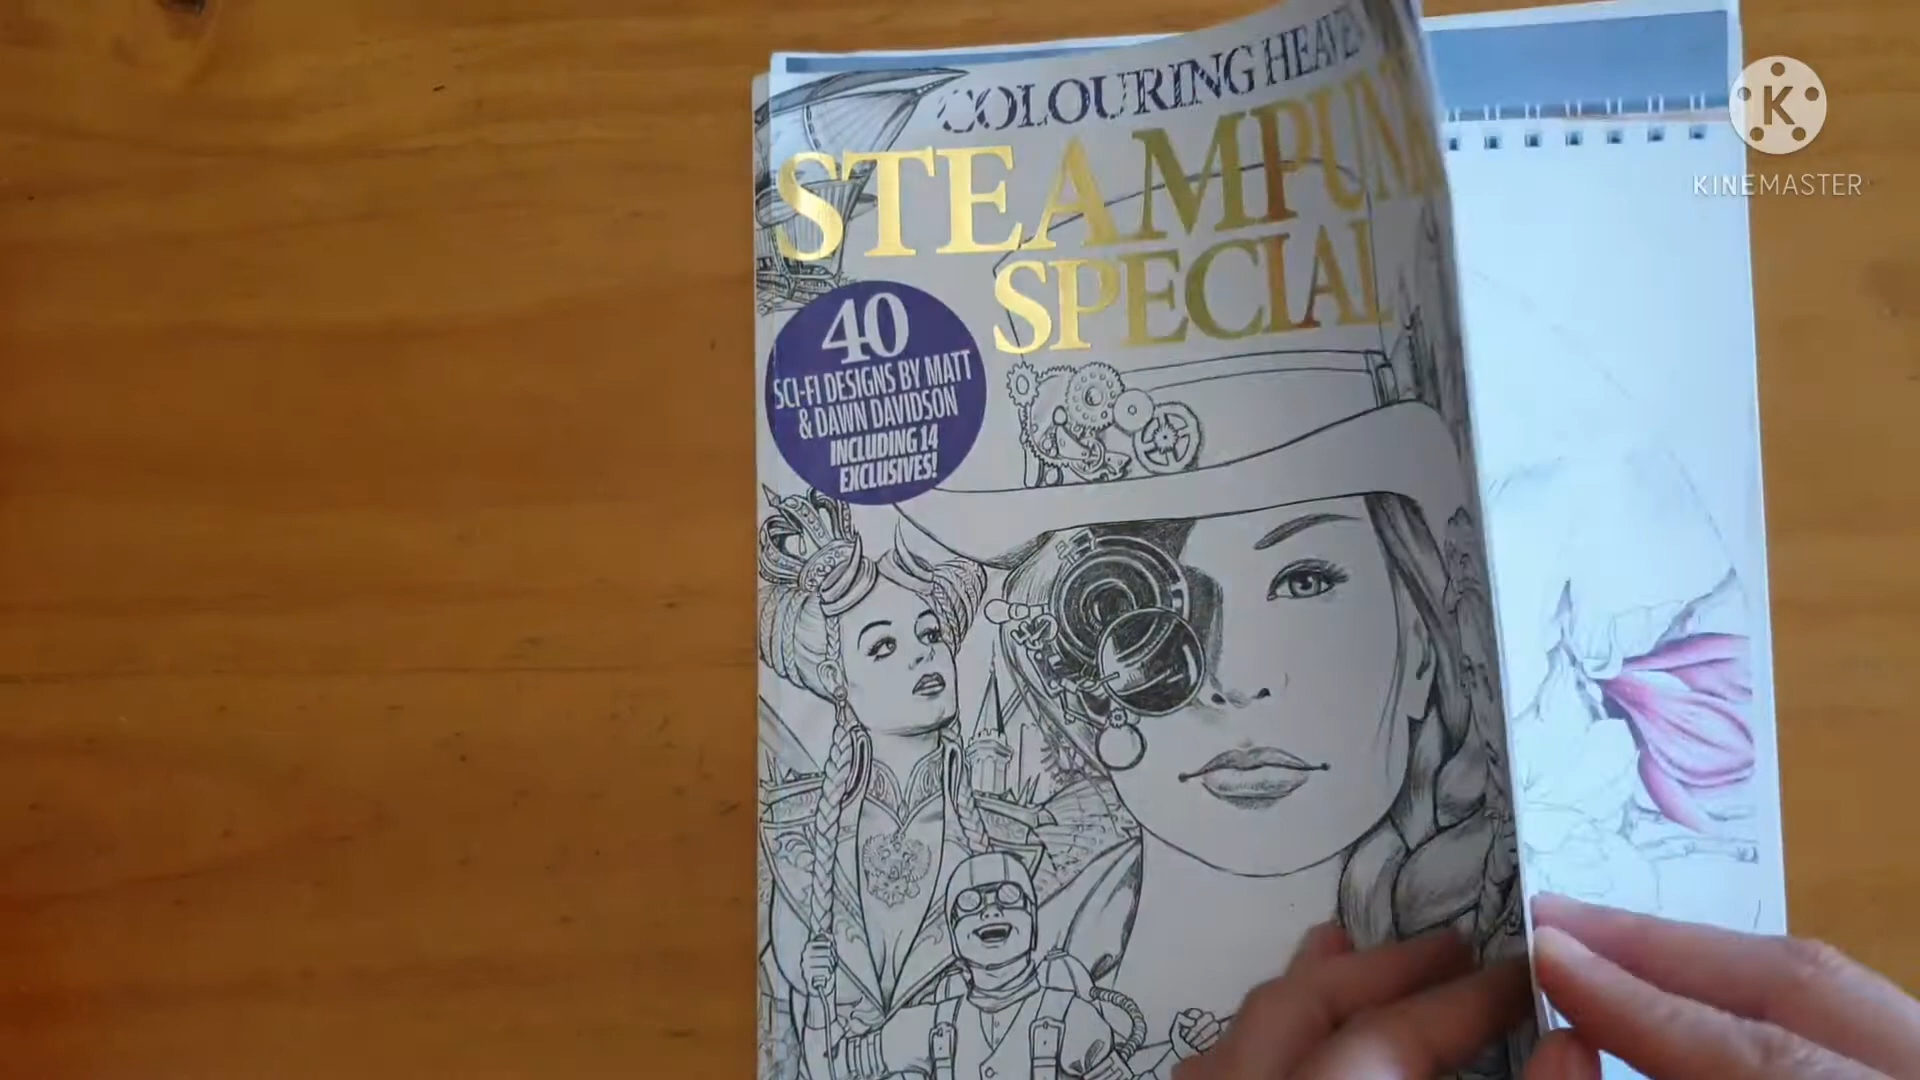 COLOURING HEAVEN
STEAMPUNK
SPECIAL
40
SCI-FI DESIGNS BY MATT
& DAWN DAVIDSON
INCLUDING 14
EXCLUSIVES!
K
KINEMASTER